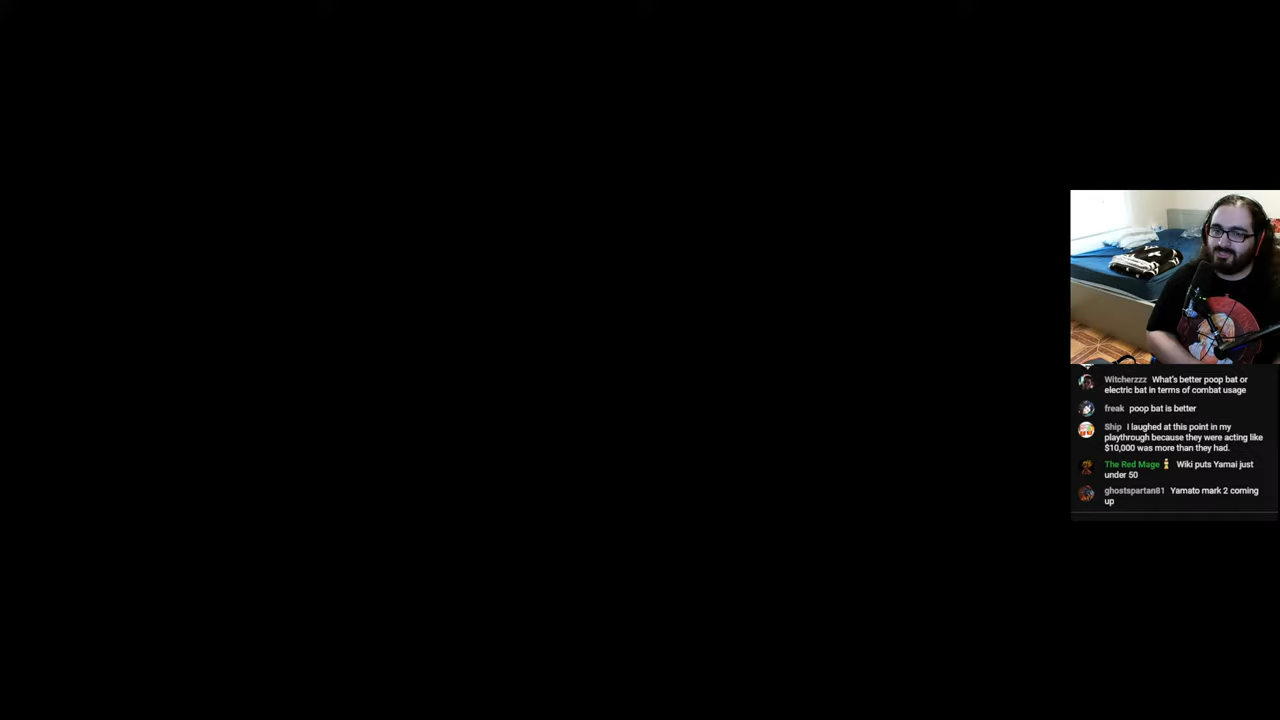 Witcherzzz What's better poop bat or
electric bat in terms of combat usage
freak poop bat is better
Ship I laughed at this point in my
playthrough because they were acting like
$10,000 was more than they had.
The Red Mage Wiki puts Yamai just
under 50
ghostspartan81 Yamato mark 2 coming
up